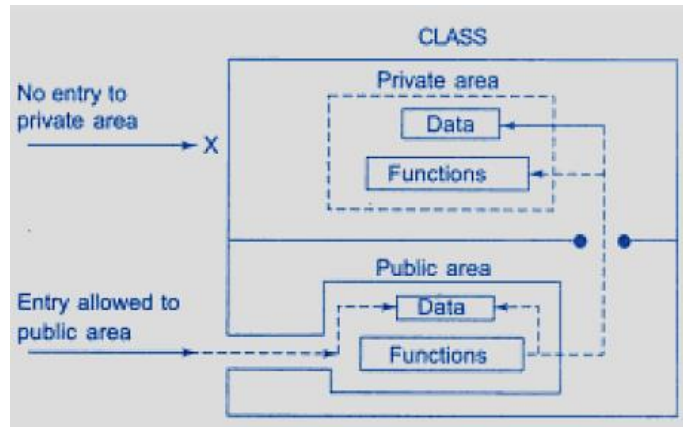 CLASS
Private area
No entry to
private area
X
Data
Functions
Public area
Entry allowed to
public area
Data
Functions